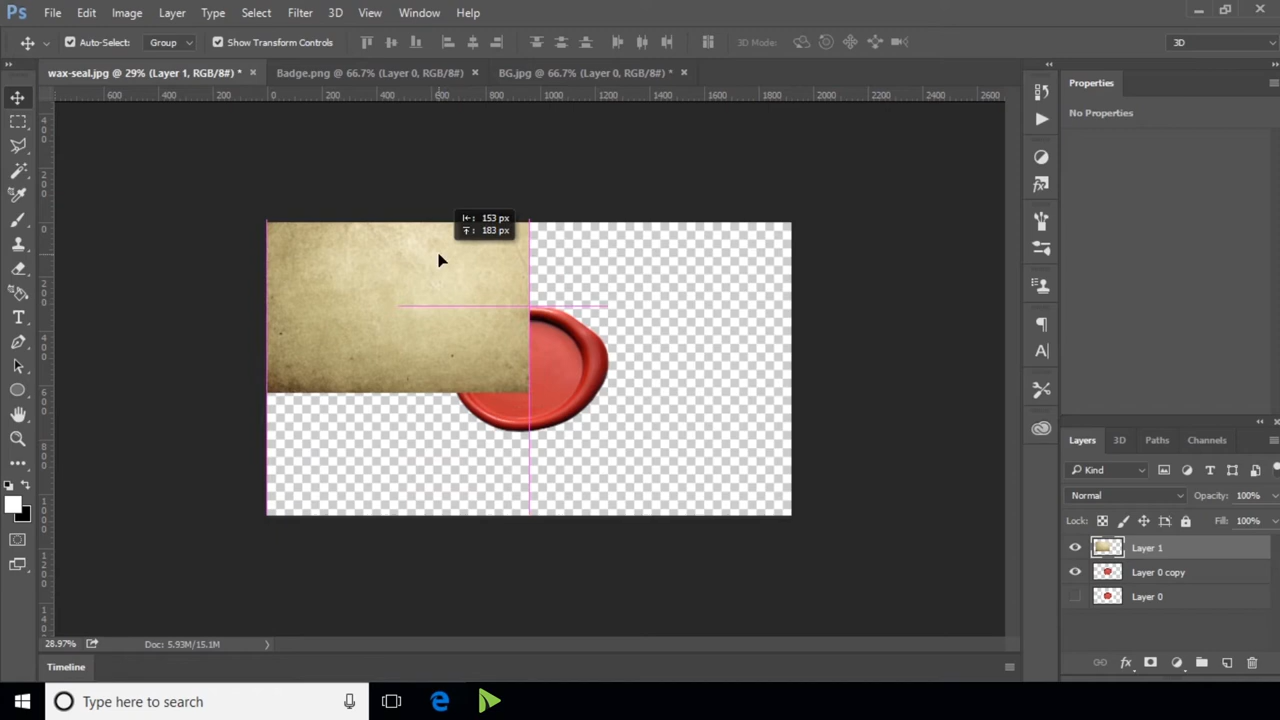 Ps File Edit Image Layer Type Select Filter 3D View Window Help
Auto-Select: Group Show Transform Controls 3D Mode: 3D
wax-seal.jpg @ 29% (Layer 1, RGB/8#) * Badge.png @ 66.7% (Layer 0, RGB/8#) BG.jpg @ 66.7% (Layer 0, RGB/8#) *
600 400 200 0 200 400 600 800 1000 1200 1400 1600 1800 2000 2200 2400 2600
Properties
No Properties
153 px
183 px
Layers 3D Paths Channels
Kind
Normal Opacity: 100%
Lock: Fill: 100%
Layer 1
Layer 0 copy
Layer 0
28.97% Doc: 5.93M/15.1M
Timeline
Type here to search